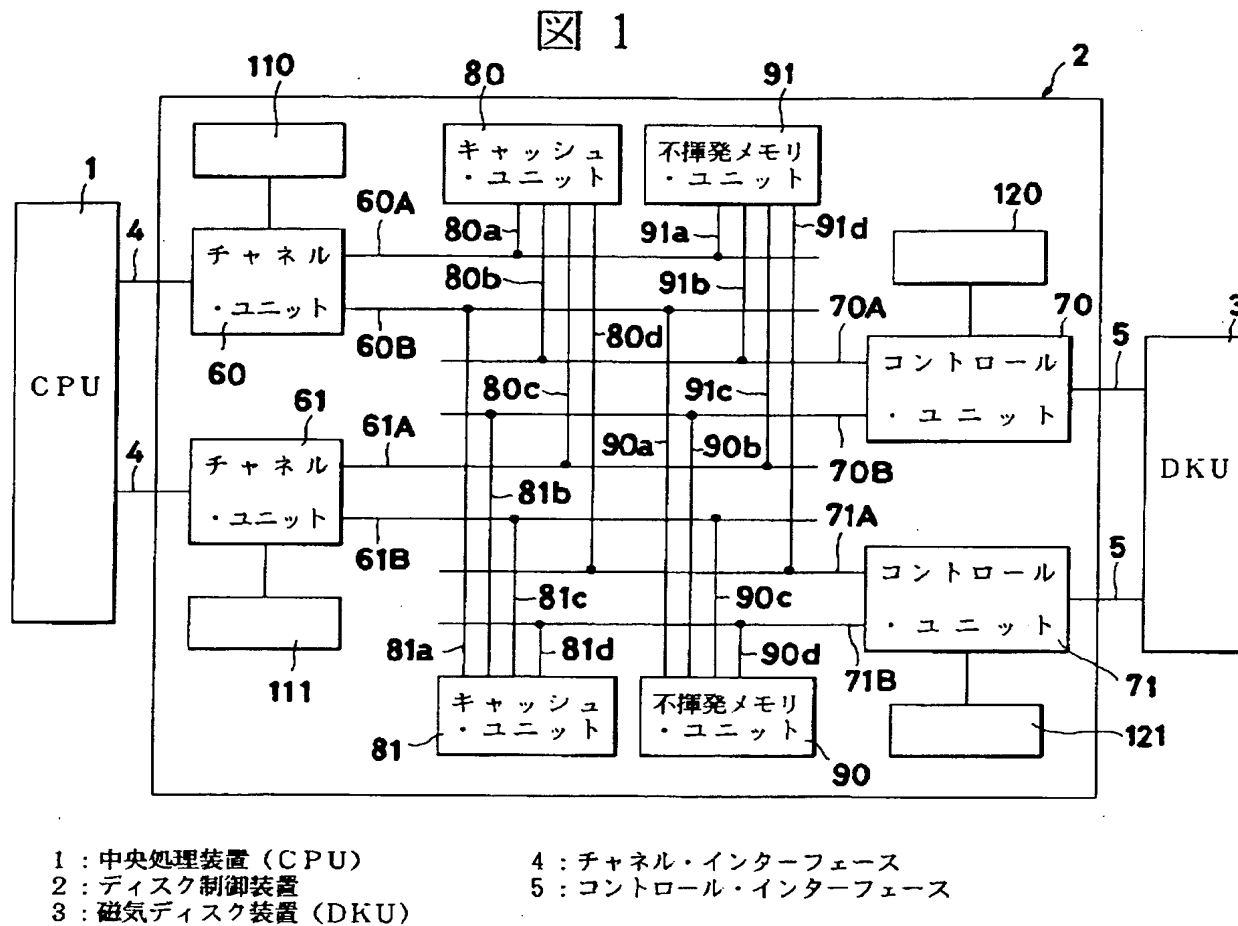 図 1
110
80
91
2
1
キャッシュ
・ユニット
不揮発メモリ
・ユニット
120
4
60A
80a
91a
91d
チャネル
・ユニット
80b
91b
70A
70
3
60
60B
80d
コントロール
・ユニット
5
CPU
80c
91c
61
61A
90a
90b
70B
DKU
4
チャネル
・ユニット
81b
71A
61B
コントロール
・ユニット
5
81c
90c
111
81a
81d
90d
71B
71
キャッシュ
・ユニット
不揮発メモリ
・ユニット
81
90
121
1：中央処理装置（CPU）
2：ディスク制御装置
3：磁気ディスク装置（DKU）
4：チャネル・インターフェース
5：コントロール・インターフェース